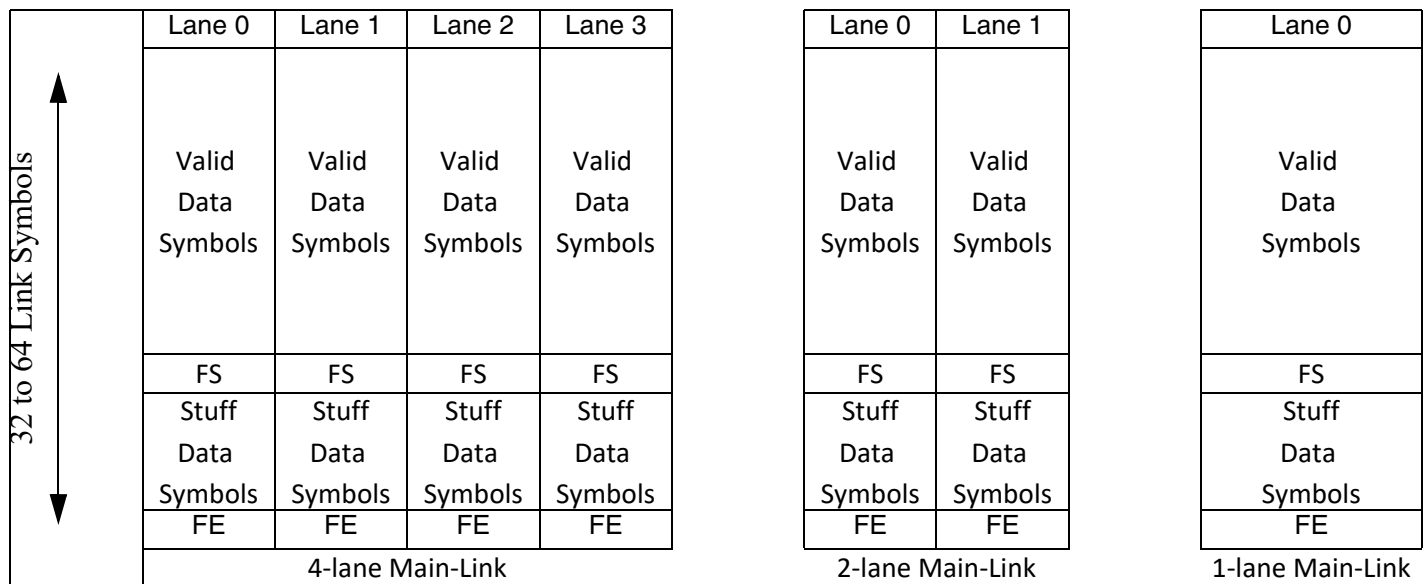 Lane 0 Lane 1 Lane 2 Lane 3 Lane 0 Lane 1 Lane 0
32 to 64 Link Symbols
Valid Valid Valid Valid Valid Valid Valid
Data Data Data Data Data Data Data
Symbols Symbols Symbols Symbols Symbols Symbols Symbols
FS FS FS FS FS FS FS
Stuff Stuff Stuff Stuff Stuff Stuff Stuff
Data Data Data Data Data Data Data
Symbols Symbols Symbols Symbols Symbols Symbols Symbols
FE FE FE FE FE FE FE
4-lane Main-Link 2-lane Main-Link 1-lane Main-Link